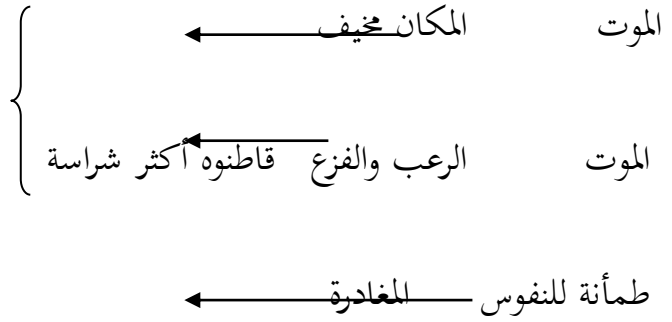 الموت المكان مخيف
الموت الرعب والفزع قاطنوه أكثر شراسة
طمأنة للنفوس المغادرة